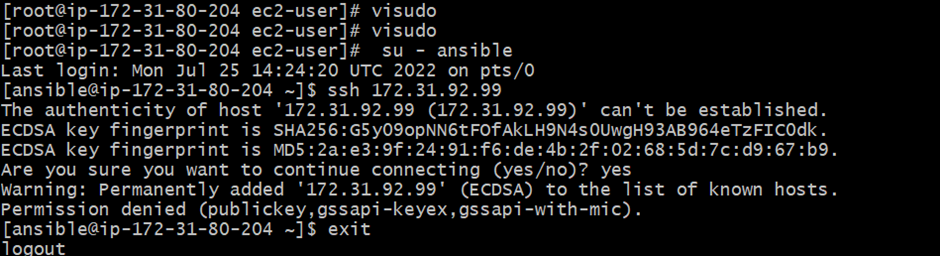 [root@ip-172-31-80-204 ec2-user]# visudo
[root@ip-172-31-80-204 ec2-user]# visudo
[root@ip-172-31-80-204 ec2-user]#  su - ansible
Last login: Mon Jul 25 14:24:20 UTC 2022 on pts/0
[ansible@ip-172-31-80-204 ~]$ ssh 172.31.92.99
The authenticity of host '172.31.92.99 (172.31.92.99)' can't be established.
ECDSA key fingerprint is SHA256:G5yO9opNN6tFOfAkLH9N4sOUwgH93AB964eTzFICOdk.
ECDSA key fingerprint is MD5:2a:e3:9f:24:91:f6:de:4b:2f:02:68:5d:7c:d9:67:b9.
Are you sure you want to continue connecting (yes/no)? yes
Warning: Permanently added '172.31.92.99' (ECDSA) to the list of known hosts.
Permission denied (publickey,gssapi-keyex,gssapi-with-mic).
[ansible@ip-172-31-80-204 ~]$ exit
logout